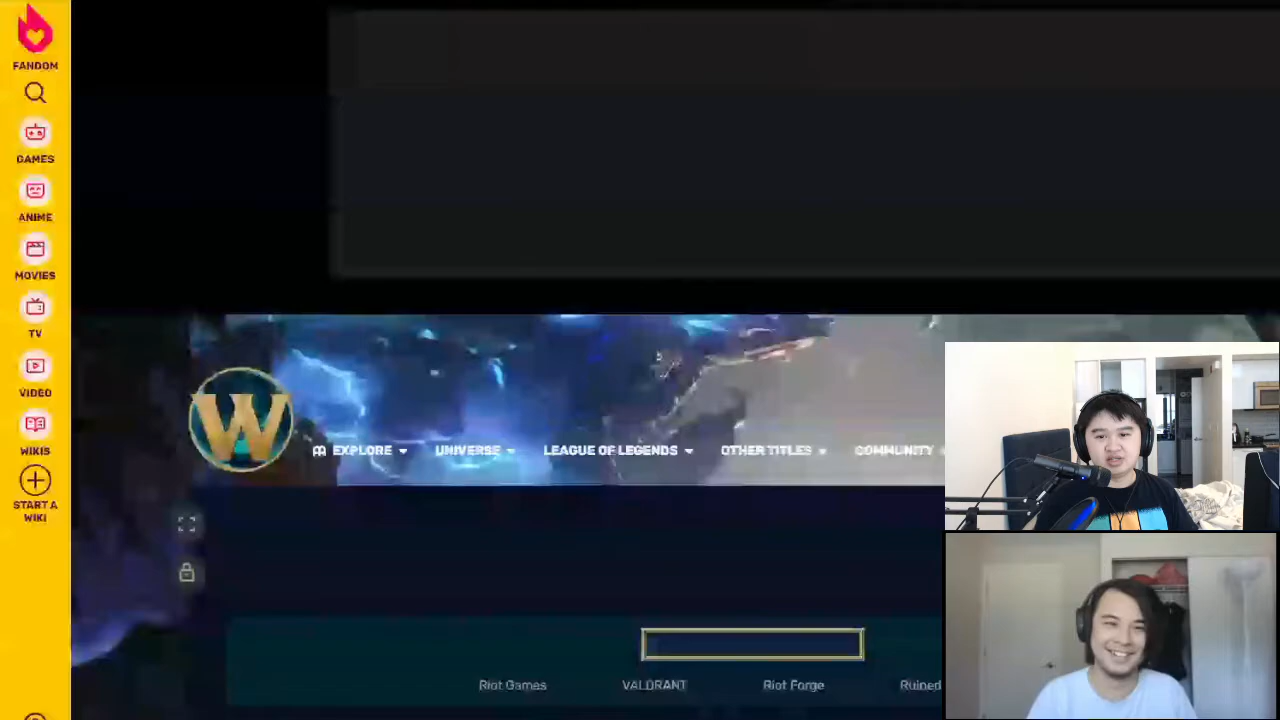 FANDOM
GAMES
ANIME
MOVIES
TV
VIDEO
WIKIS
START A
WIKI
W
EXPLORE
UNIVERSE
LEAGUE OF LEGENDS
OTHER TITLES
COMMUNITY
Riot Games
VALORANT
Riot Forge
Ruined